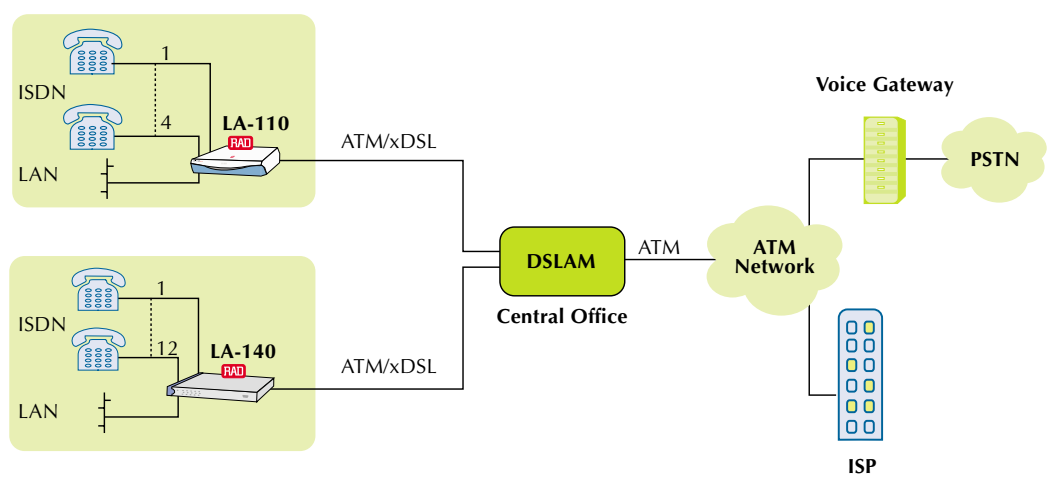 1
ISDN
4
LA-110
RAD
LAN
ATM/xDSL
1
ISDN
12
LA-140
RAD
LAN
ATM/xDSL
DSLAM
Central Office
ATM
ATM
Network
Voice Gateway
PSTN
ISP